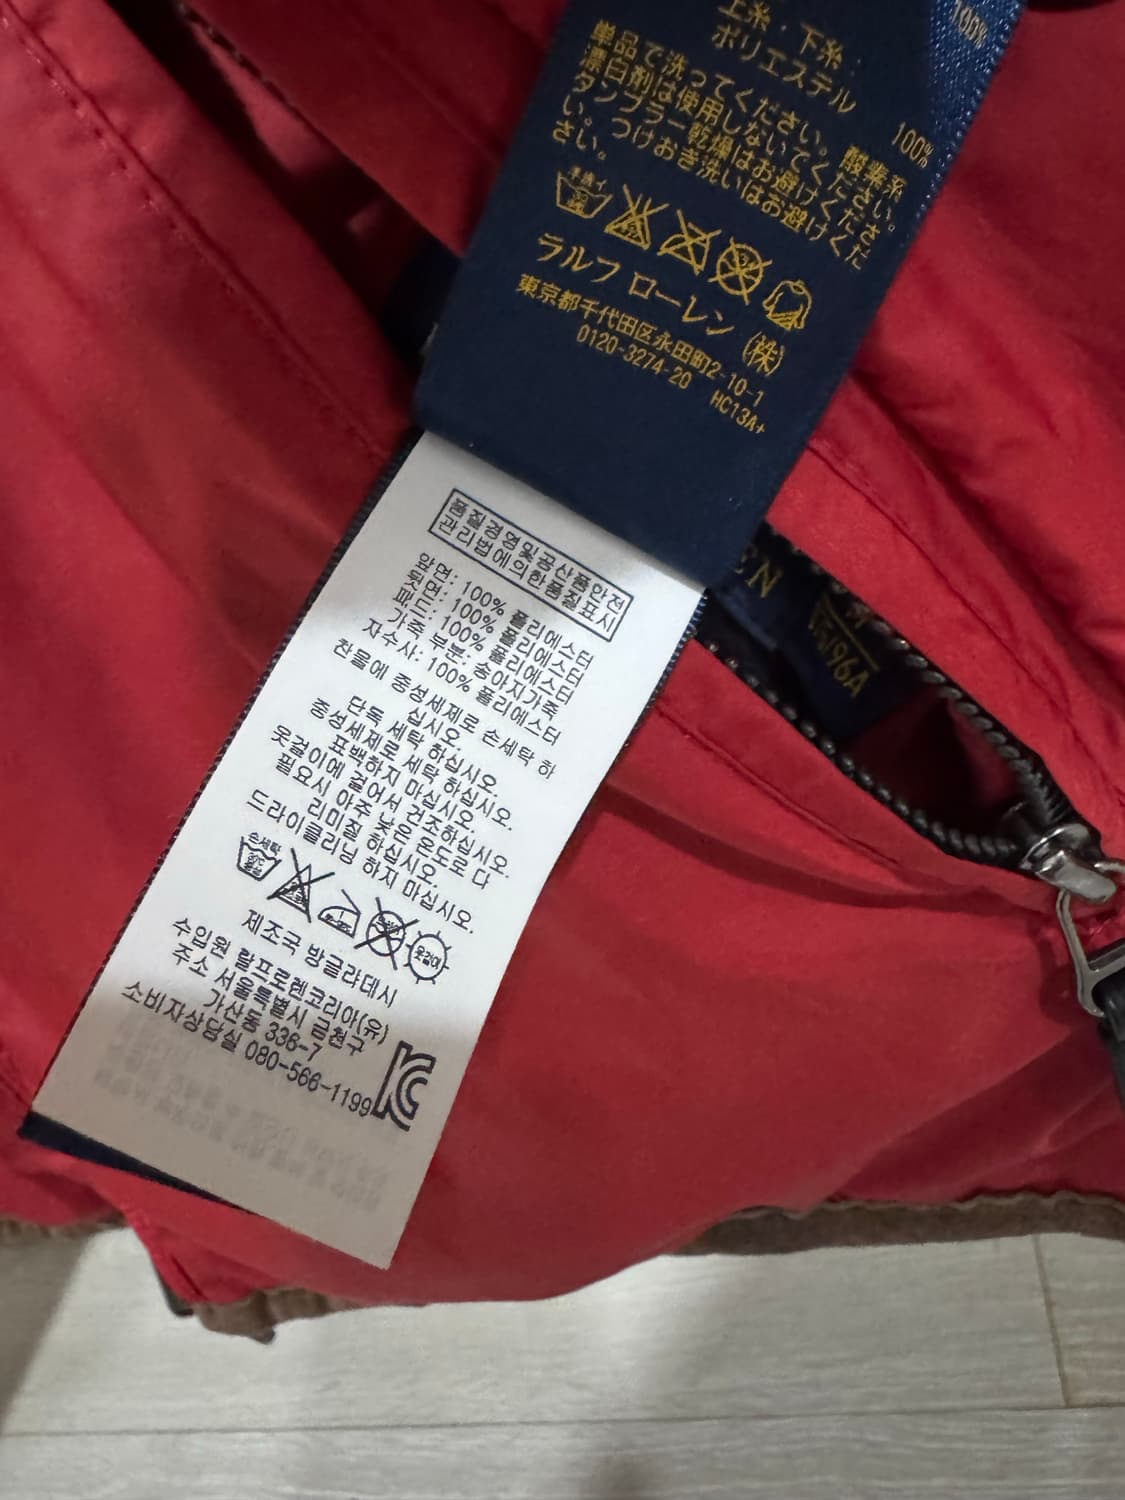 100%
上糸・下糸
ポリエステル
100%
単品で洗ってください。酸素系
漂白剤は使用しないでください。
タンブラー乾燥はお避けくださ
い。つけおき洗いはお避けくだ
さい。
手洗イ
ラルフ ローレン (株)
東京都千代田区永田町2-10-1
0120-3274-20 HC13A+
품질경영및공산품안전
관리법에의한품질표시
앞면: 100% 폴리에스터
뒷면: 100% 폴리에스터
패드: 100% 폴리에스터
가죽 부분: 송아지가죽
자수사: 100% 폴리에스터
찬물에 중성세제로 손세탁 하
십시오.
단독 세탁 하십시오.
중성세제로 세탁 하십시오.
표백하지 마십시오.
옷걸이에 걸어서 건조하십시오.
필요시 아주 낮은 온도로 다
리미질 하십시오.
드라이클리닝 하지 마십시오.
손세탁
옷걸이
제조국 방글라데시
수입원 랄프로렌코리아(유)
주소 서울특별시 금천구
가산동 336-7
소비자상담실 080-566-1199